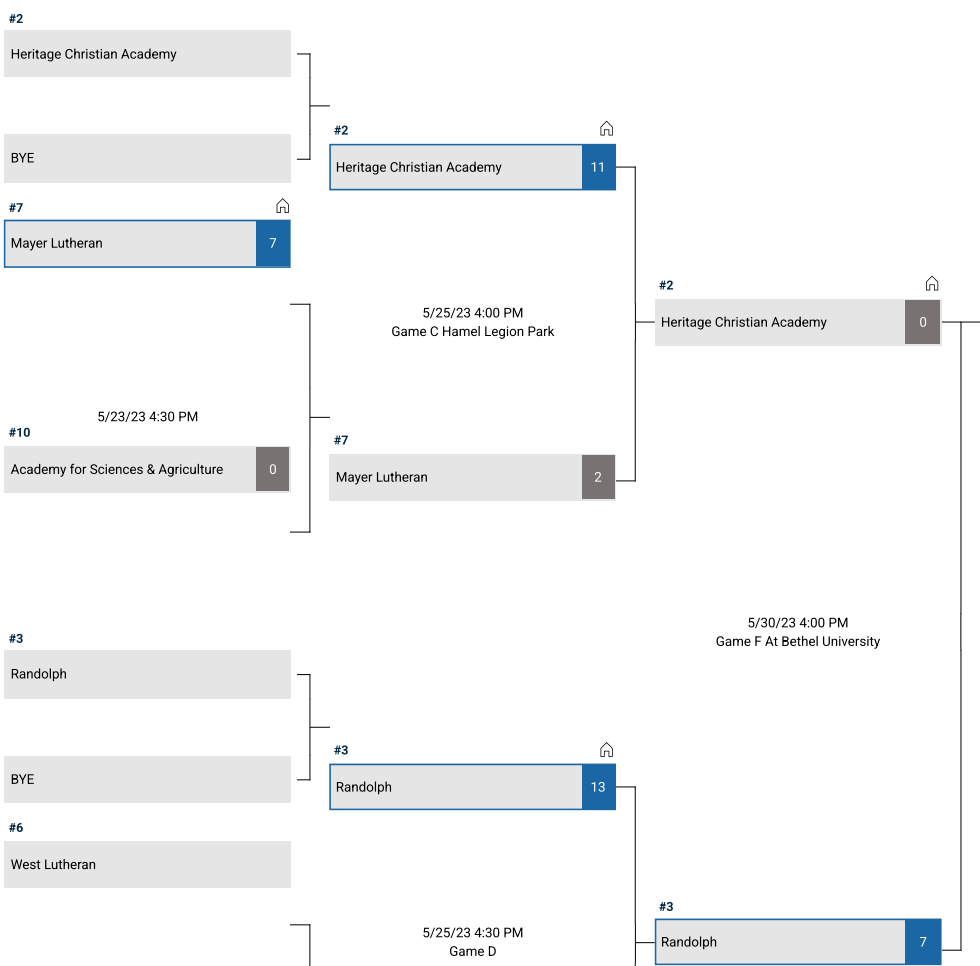 #2
Heritage Christian Academy
BYE
#7
Mayer Lutheran 7
5/23/23 4:30 PM
#10
Academy for Sciences & Agriculture 0
#3
Randolph
BYE
#6
West Lutheran
#2
Heritage Christian Academy 11
5/25/23 4:00 PM
Game C Hamel Legion Park
#7
Mayer Lutheran 2
#3
Randolph 13
5/25/23 4:30 PM
Game D
#2
Heritage Christian Academy 0
5/30/23 4:00 PM
Game F At Bethel University
#3
Randolph 7